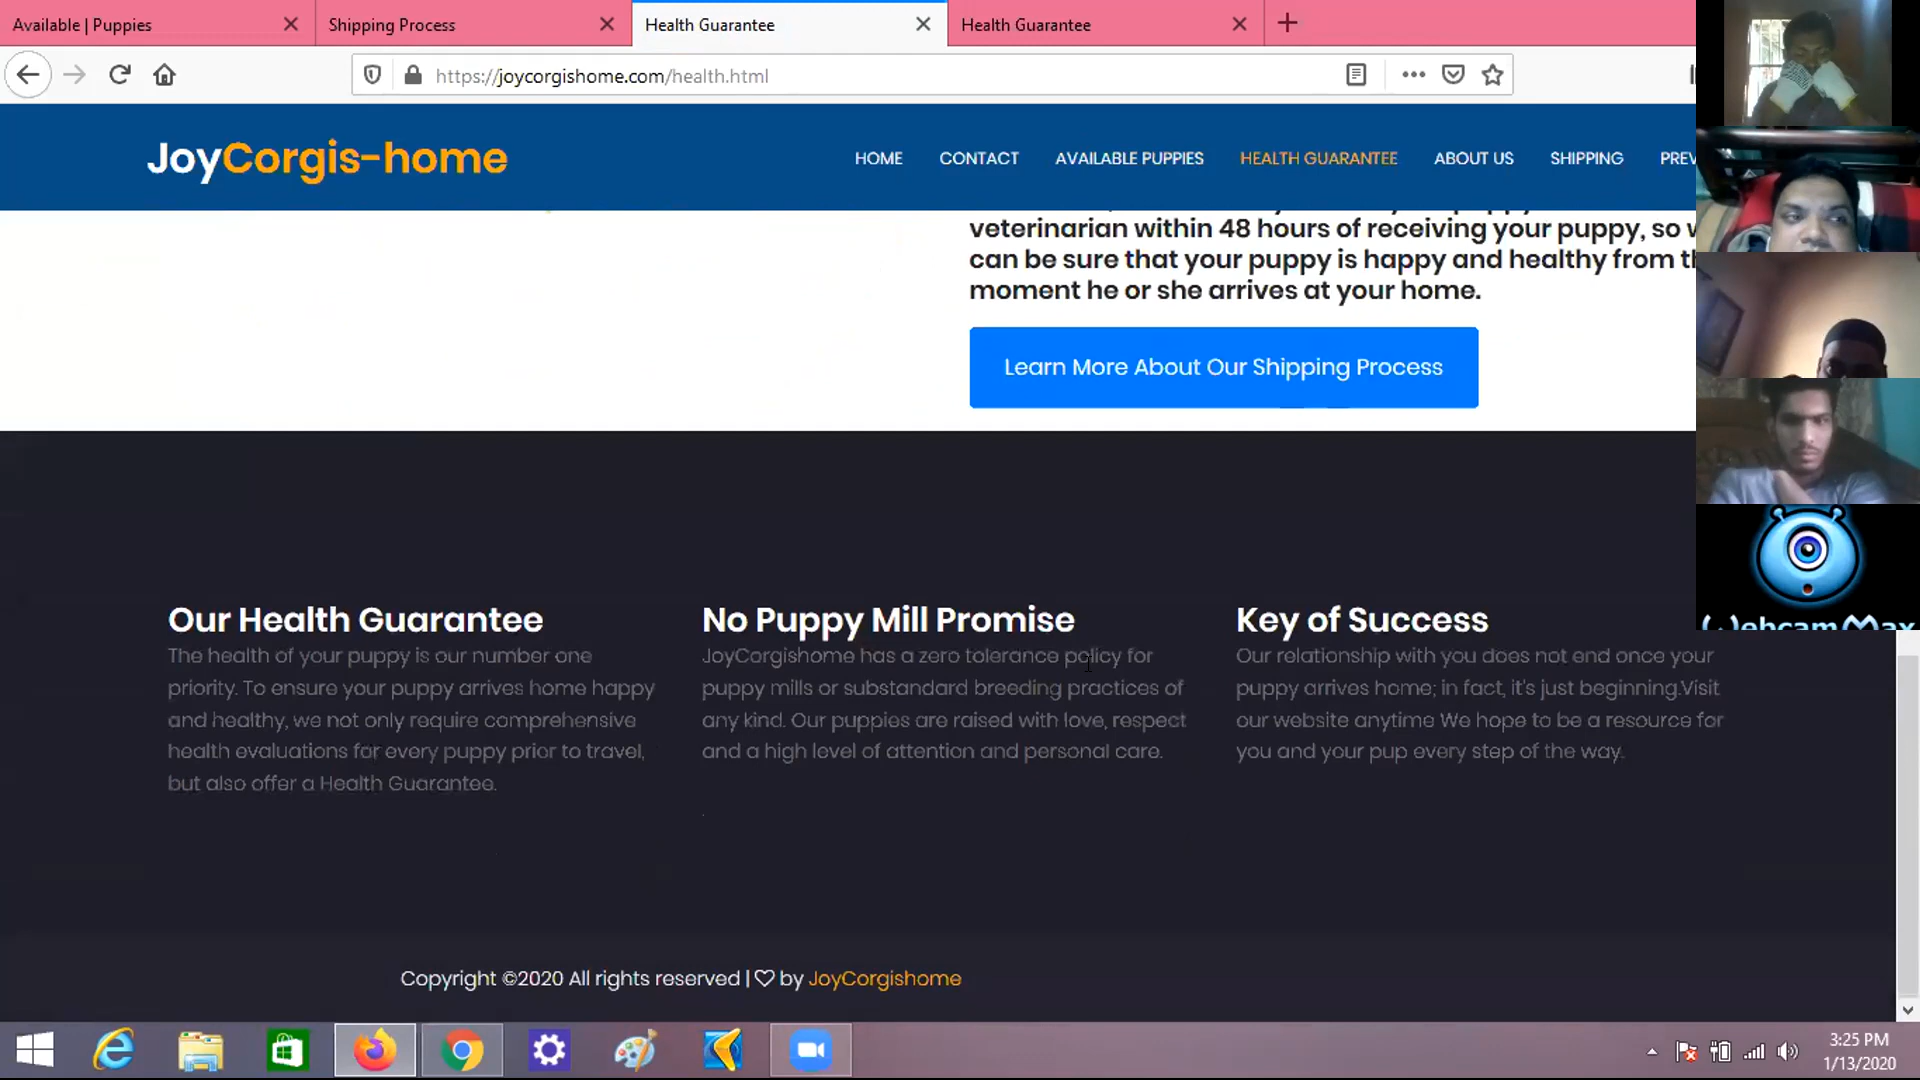 Available | Puppies
Shipping Process
Health Guarantee
Health Guarantee
https://joycorgishome.com/health.html
JoyCorgis-home
HOME
CONTACT
AVAILABLE PUPPIES
HEALTH GUARANTEE
ABOUT US
SHIPPING
PREV
veterinarian within 48 hours of receiving your puppy, so
can be sure that your puppy is happy and healthy from
moment he or she arrives at your home.
Learn More About Our Shipping Process
Our Health Guarantee
The health of your puppy is our number one
priority. To ensure your puppy arrives home happy
and healthy, we not only require comprehensive
health evaluations for every puppy prior to travel,
but also offer a Health Guarantee.
No Puppy Mill Promise
JoyCorgishome has a zero tolerance policy for
puppy mills or substandard breeding practices of
any kind. Our puppies are raised with love, respect
and a high level of attention and personal care.
Key of Success
Our relationship with you does not end once your
puppy arrives home; in fact, it's just beginning.Visit
our website anytime We hope to be a resource for
you and your pup every step of the way.
WebcamMax
Copyright ©2020 All rights reserved | ♡ by JoyCorgishome
3:25 PM
1/13/2020